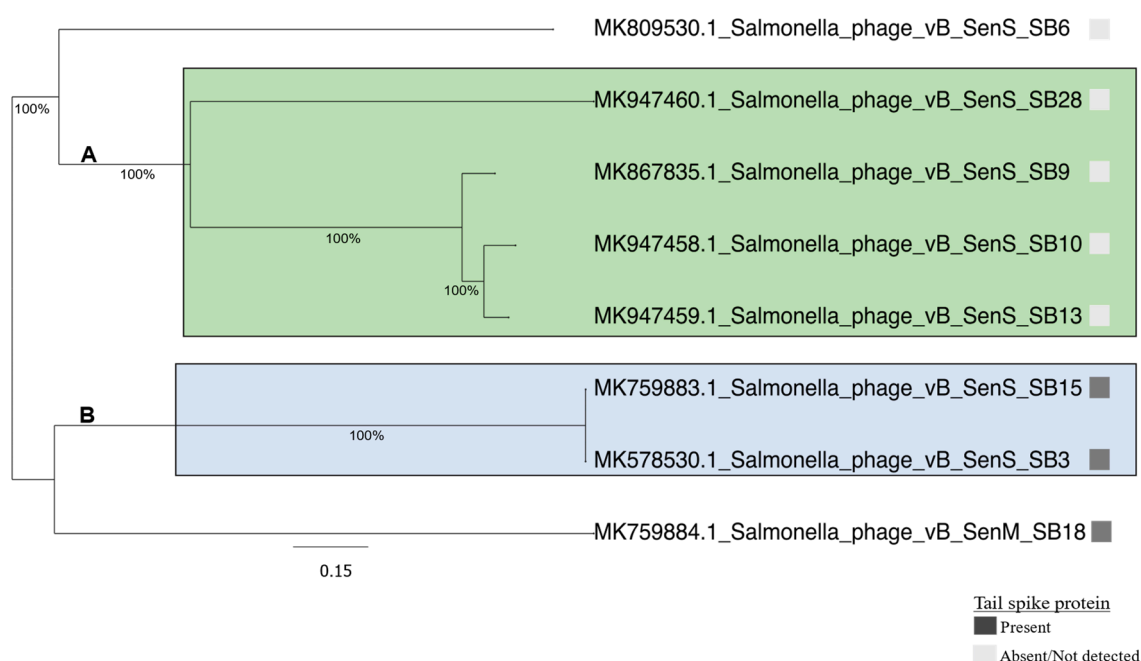 MK809530.1_Salmonella_phage_vB_SenS_SB6
100%
MK947460.1_Salmonella_phage_vB_SenS_SB28
A
100%
MK867835.1_Salmonella_phage_vB_SenS_SB9
100%
MK947458.1_Salmonella_phage_vB_SenS_SB10
100%
MK947459.1_Salmonella_phage_vB_SenS_SB13
MK759883.1_Salmonella_phage_vB_SenS_SB15
B
100%
MK578530.1_Salmonella_phage_vB_SenS_SB3
MK759884.1_Salmonella_phage_vB_SenM_SB18
0.15
Tail spike protein
Present
Absent/Not detected